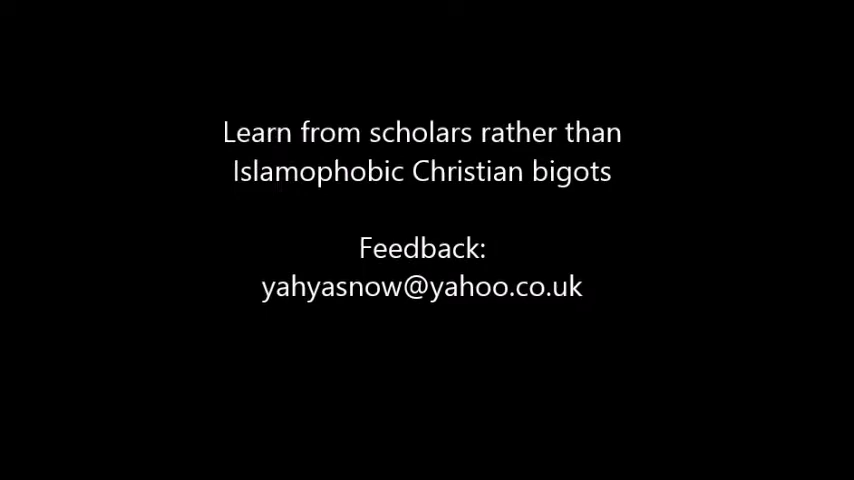 Learn from scholars rather than
Islamophobic Christian bigots
Feedback:
yahyasnow@yahoo.co.uk